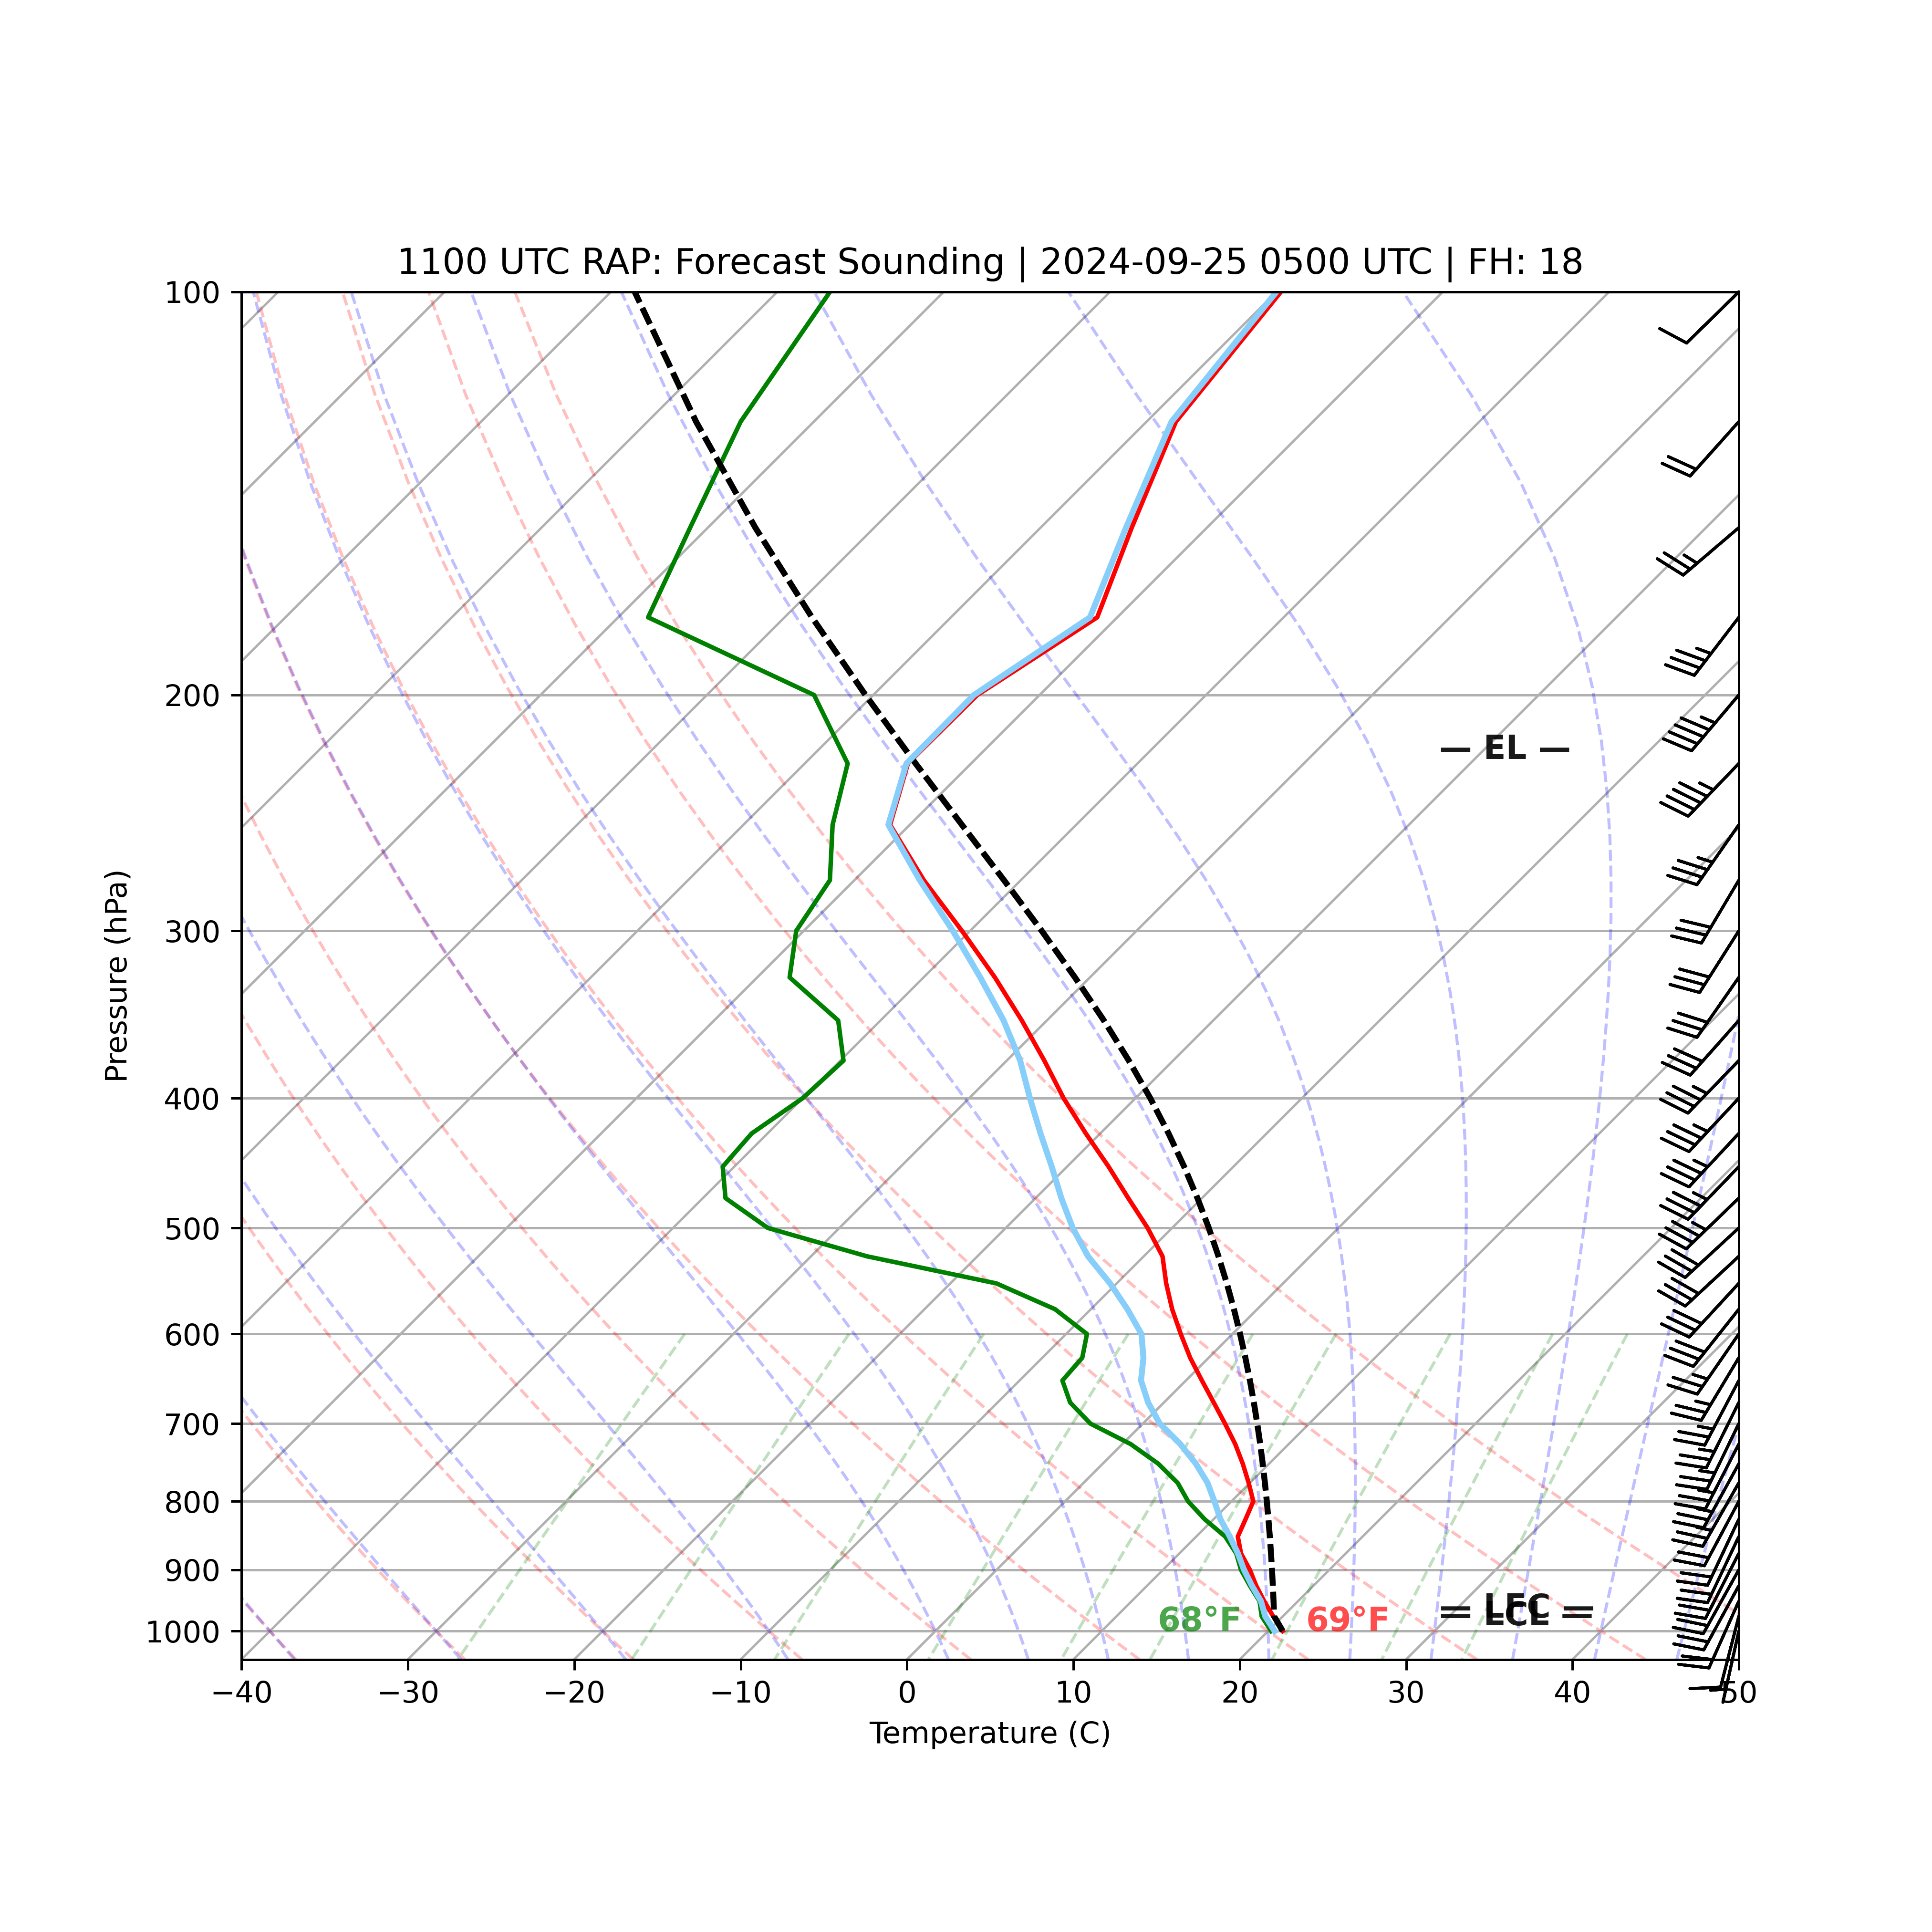 1100 UTC RAP: Forecast Sounding | 2024-09-25 0500 UTC | FH: 18
100
200
— EL —
300
Pressure (hPa)
400
500
600
700
800
900
— LFC —
— LCL —
68°F 69°F
1000
−40 −30 −20 −10 0 10 20 30 40 50
Temperature (C)